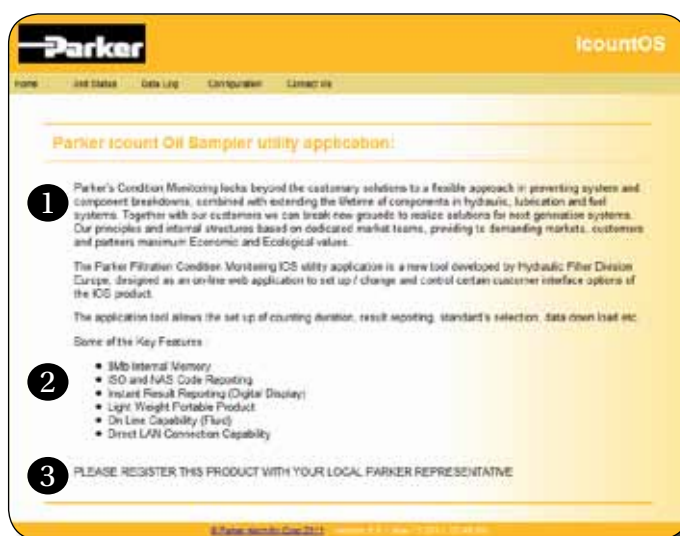 Parker
IcountOS
Home Unit Status Data Log Configuration Contact Us
Parker Icount Oil Sampler utility application:
1
Parker's Condition Monitoring looks beyond the customary solutions to a flexible approach in preventing system and
component breakdowns, combined with extending the lifetime of components in hydraulic, lubrication and fuel
systems. Together with our customers we can break new grounds to realize solutions for next generation systems.
Our principles and internal structures based on dedicated market teams, providing to demanding markets, customers
and partners maximum Economic and Ecological values.
The Parker Filtration Condition Monitoring IOS utility application is a new tool developed by Hydraulic Filter Division
Europe, designed as an on-line web application to set up / change and control certain customer interface options of
the IOS product.
The application tool allows the set up of counting duration, result reporting, standard's selection, data down load etc.
Some of the Key Features
2
• Internal Memory
• ISO and NAS Code Reporting
• Instant Result Reporting (Digital Display)
• Light Weight Portable Product
• On Line Capability (Fluid)
• Direct LAN Connection Capability
3
PLEASE REGISTER THIS PRODUCT WITH YOUR LOCAL PARKER REPRESENTATIVE
© Parker Hannifin Corp 2011